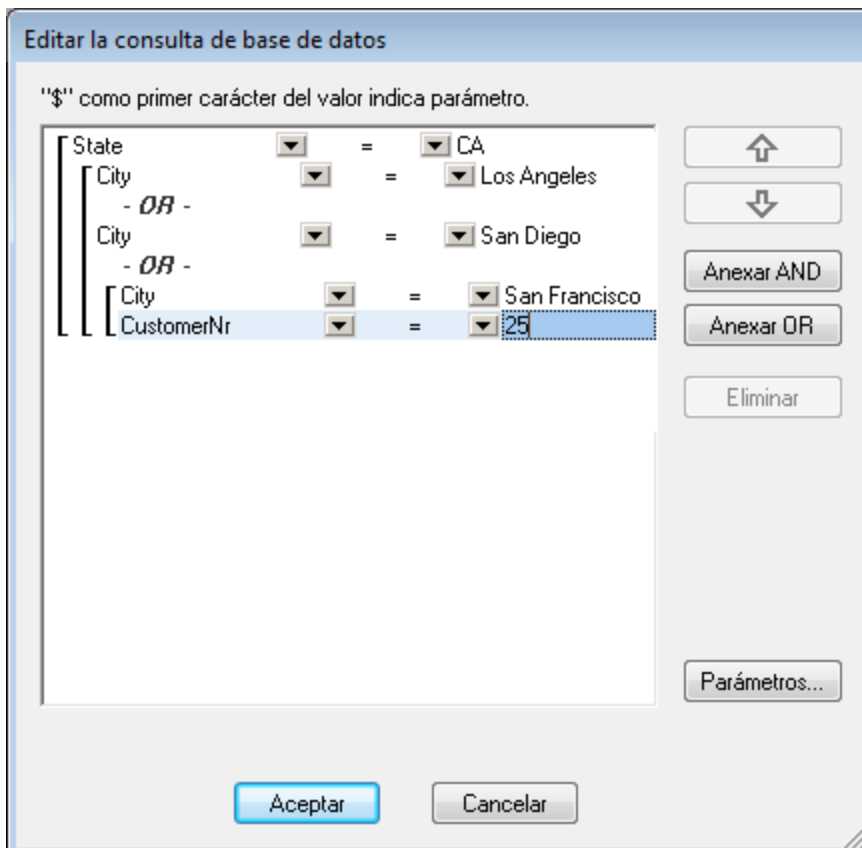 Editar la consulta de base de datos
"$" como primer carácter del valor indica parámetro.
State = CA
City = Los Angeles
- OR -
City = San Diego
- OR -
City = San Francisco
CustomerNr = 25
Anexar AND
Anexar OR
Eliminar
Parámetros...
Aceptar Cancelar